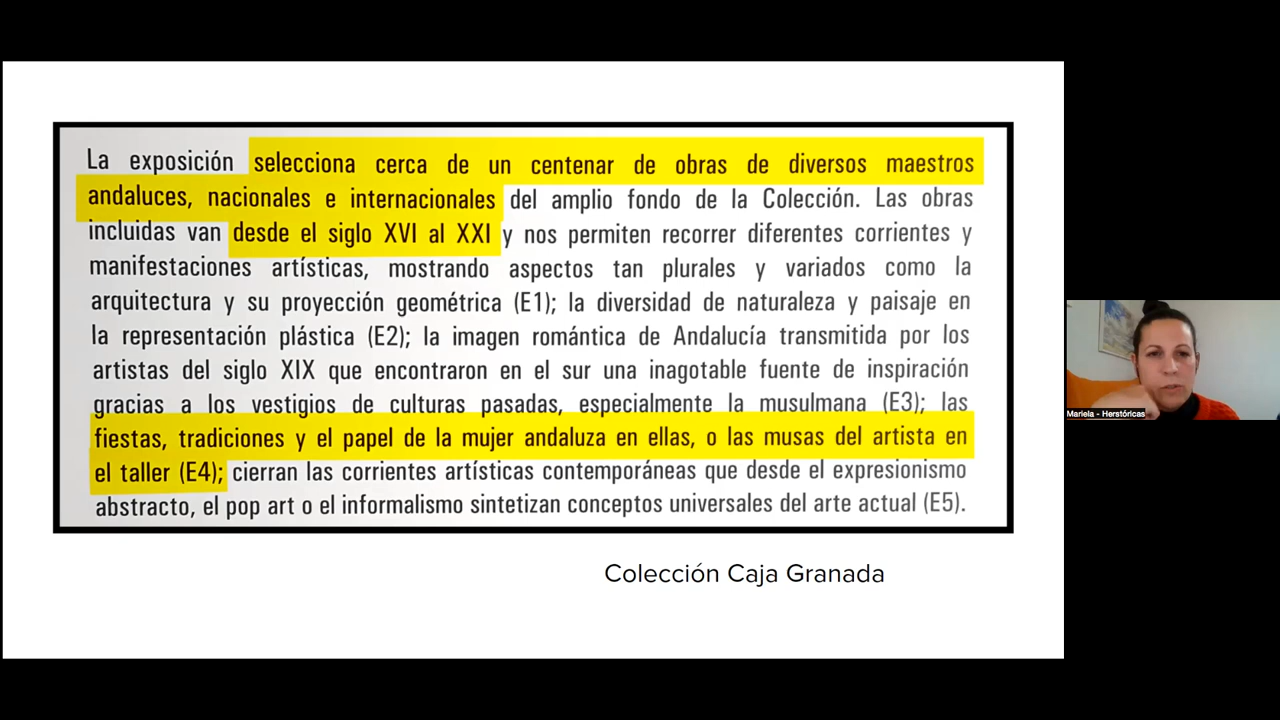 La exposición selecciona cerca de un centenar de obras de diversos maestros
andaluces, nacionales e internacionales del amplio fondo de la Colección. Las obras
incluidas van desde el siglo XVI al XXI y nos permiten recorrer diferentes corrientes y
manifestaciones artísticas, mostrando aspectos tan plurales y variados como la
arquitectura y su proyección geométrica (E1); la diversidad de naturaleza y paisaje en
la representación plástica (E2); la imagen romántica de Andalucía transmitida por los
artistas del siglo XIX que encontraron en el sur una inagotable fuente de inspiración
gracias a los vestigios de culturas pasadas, especialmente la musulmana (E3); las
fiestas, tradiciones y el papel de la mujer andaluza en ellas, o las musas del artista en
el taller (E4); cierran las corrientes artísticas contemporáneas que desde el expresionismo
abstracto, el pop art o el informalismo sintetizan conceptos universales del arte actual (E5).
Colección Caja Granada
Mariela - Herstóricas